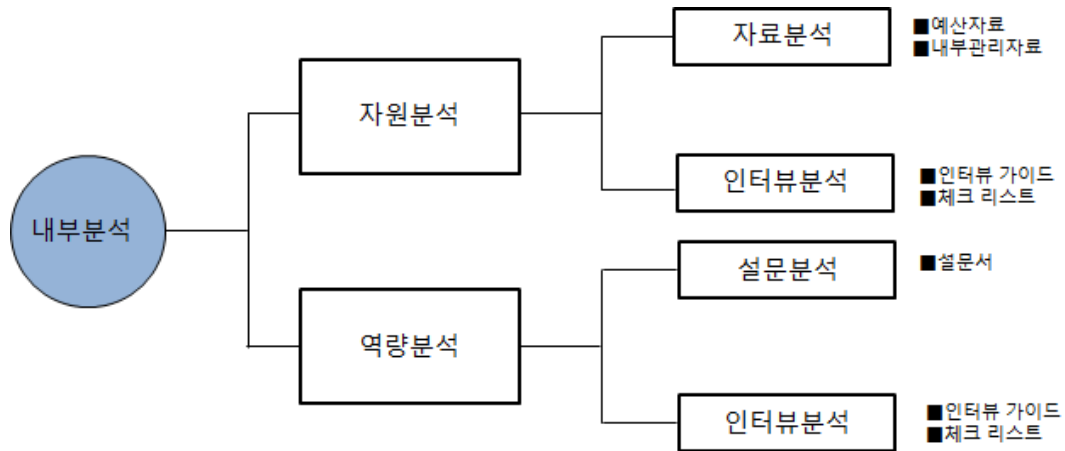 내부분석
자원분석
자료분석
■예산자료
■내부관리자료
인터뷰분석
■인터뷰 가이드
■체크 리스트
역량분석
설문분석
■설문서
인터뷰분석
■인터뷰 가이드
■체크 리스트